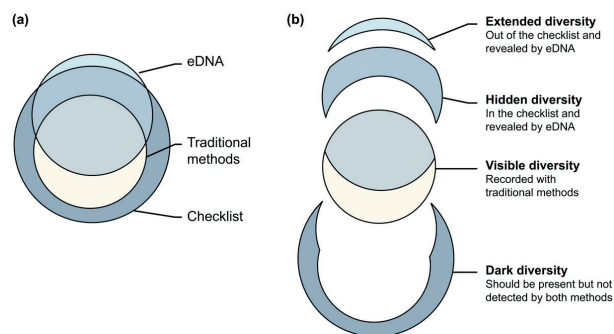 (a)
eDNA
Traditional
methods
Checklist
(b)
Extended diversity
Out of the checklist and
revealed by eDNA
Hidden diversity
In the checklist and
revealed by eDNA
Visible diversity
Recorded with
traditional methods
Dark diversity
Should be present but not
detected by both methods